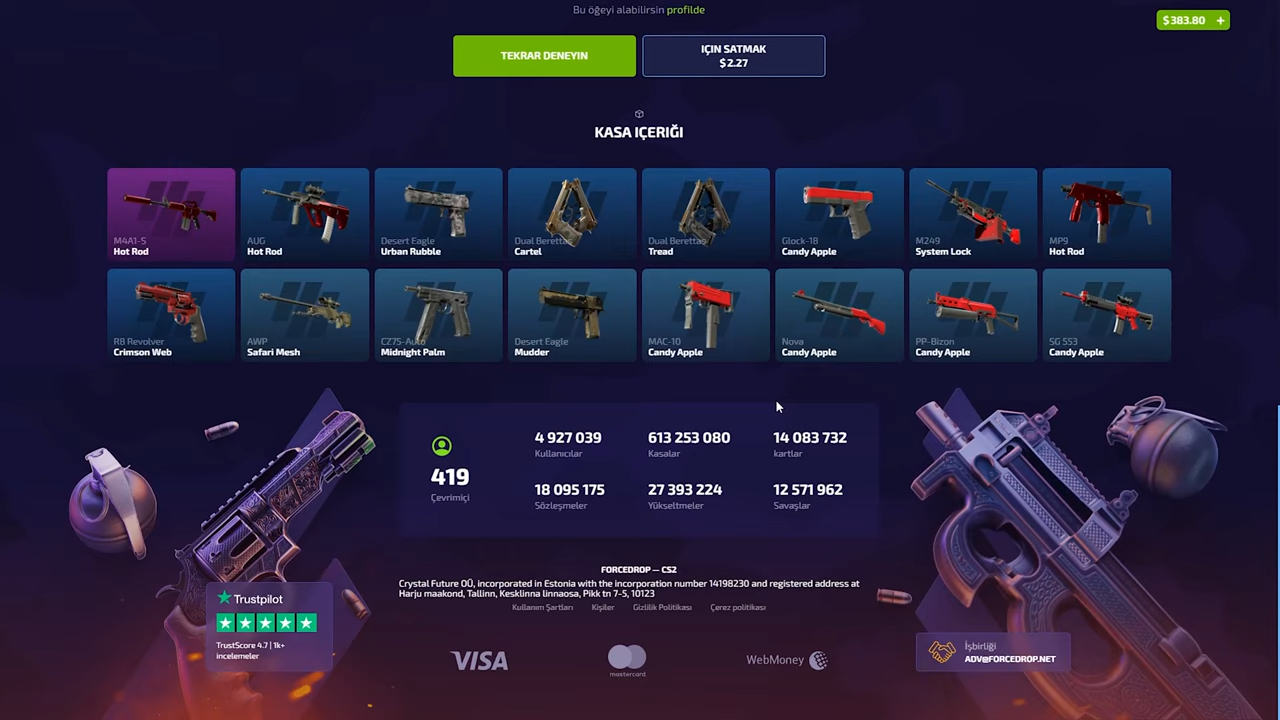 Bu öğeyi alabilirsin profilde
$383.80 +
TEKRAR DENEYIN
IÇIN SATMAK
$2.27
KASA IÇERIĞI
M4A1-S
Hot Rod
AUG
Hot Rod
Desert Eagle
Urban Rubble
Dual Berettas
Cartel
Dual Berettas
Tread
Glock-18
Candy Apple
M249
System Lock
MP9
Hot Rod
R8 Revolver
Crimson Web
AWP
Safari Mesh
CZ75-Auto
Midnight Palm
Desert Eagle
Mudder
MAC-10
Candy Apple
Nova
Candy Apple
PP-Bizon
Candy Apple
SG 553
Candy Apple
419
Çevrimiçi
4 927 039
Kullanıcılar
613 253 080
Kasalar
14 083 732
kartlar
18 095 175
Sözleşmeler
27 393 224
Yükseltmeler
12 571 962
Savaşlar
FORCEDROP — CS2
Crystal Future OÜ, incorporated in Estonia with the incorporation number 14198230 and registered address at
Harju maakond, Tallinn, Kesklinna linnaosa, Pikk tn 7-5, 10123
Kullanım Şartları Kişiler Gizlilik Politikası Çerez politikası
Trustpilot
TrustScore 4.7 | 1k+
incelemeler
VISA
mastercard.
WebMoney
İşbirliği
ADV@FORCEDROP.NET